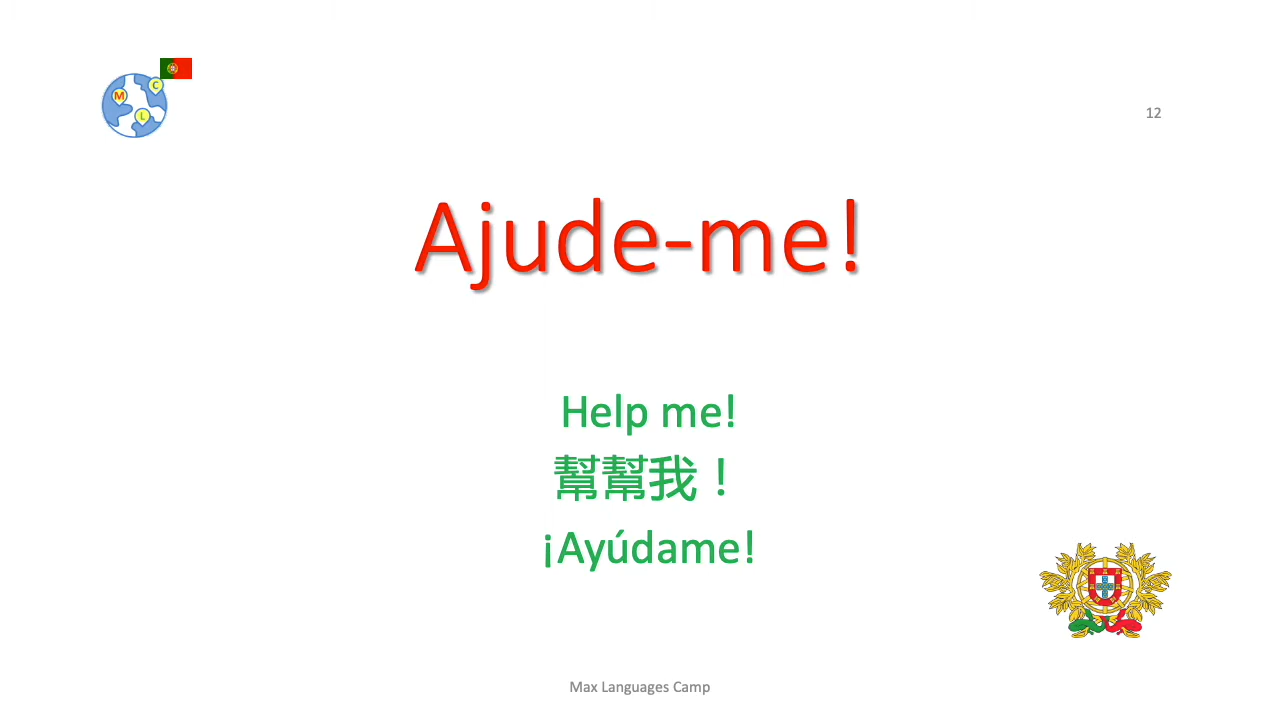 M C L
12
Ajude-me!
Help me!
幫幫我！
¡Ayúdame!
Max Languages Camp